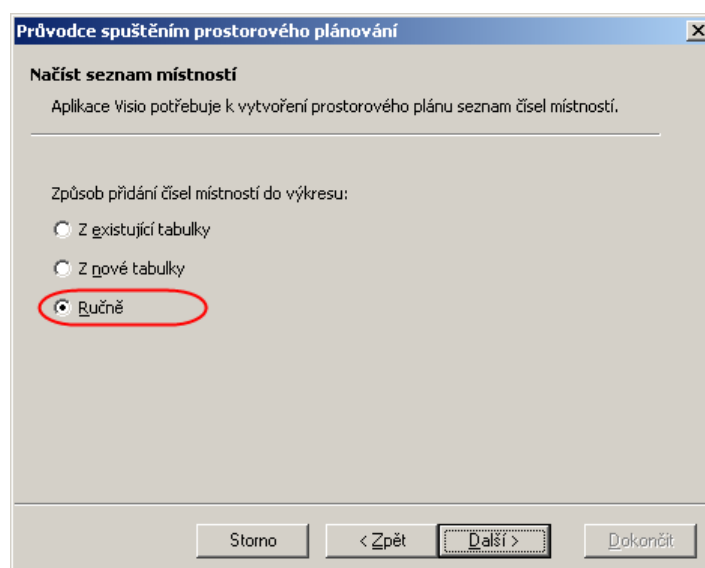 Průvodce spuštěním prostorového plánování
Načíst seznam místností
Aplikace Visio potřebuje k vytvoření prostorového plánu seznam čísel místností.
Způsob přidání čísel místností do výkresu:
Z existující tabulky
Z nové tabulky
Ručně
Storno
< Zpět
Další >
Dokončit